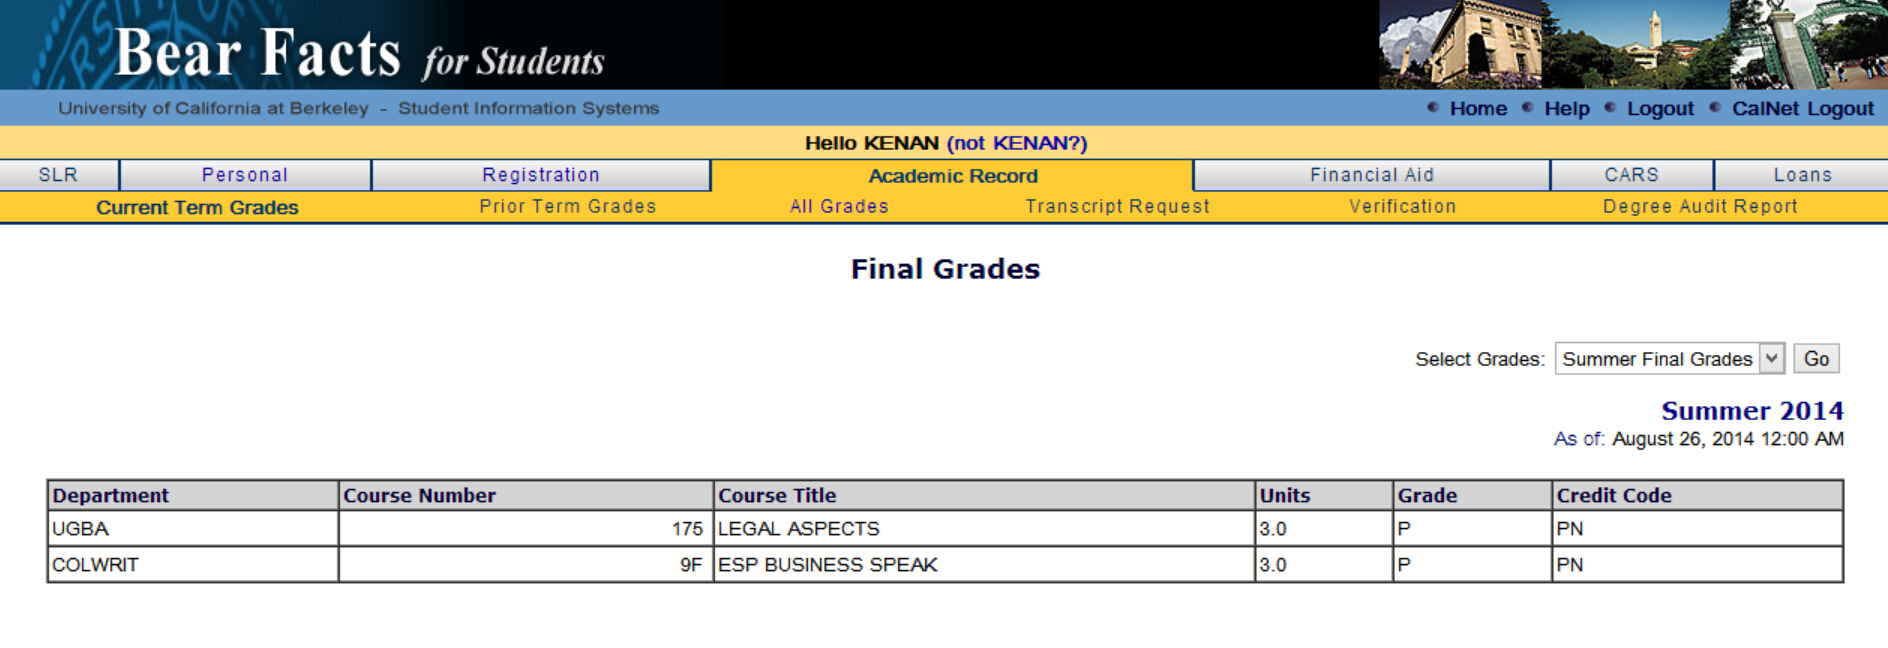 Bear Facts for Students
University of California at Berkeley - Student Information Systems
Home Help Logout CalNet Logout
Hello KENAN (not KENAN?)
SLR Personal Registration Academic Record Financial Aid CARS Loans
Current Term Grades Prior Term Grades All Grades Transcript Request Verification Degree Audit Report
Final Grades
Select Grades: Summer Final Grades Go
Summer 2014
As of: August 26, 2014 12:00 AM
Department Course Number Course Title Units Grade Credit Code
UGBA 175 LEGAL ASPECTS 3.0 P PN
COLWRIT 9F ESP BUSINESS SPEAK 3.0 P PN